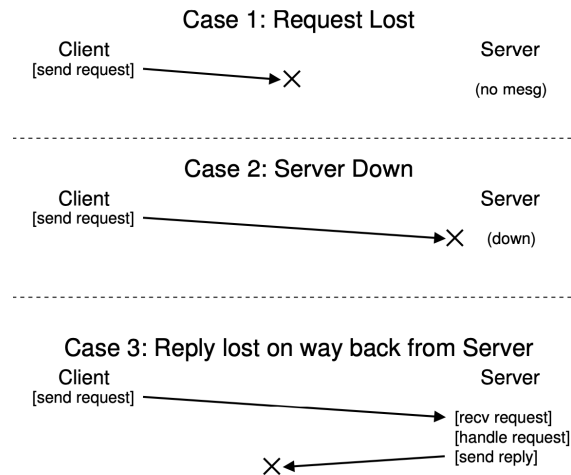 Case 1: Request Lost
Client Server
[send request]
(no mesg)
Case 2: Server Down
Client Server
[send request]
(down)
Case 3: Reply lost on way back from Server
Client Server
[send request]
[recv request]
[handle request]
[send reply]